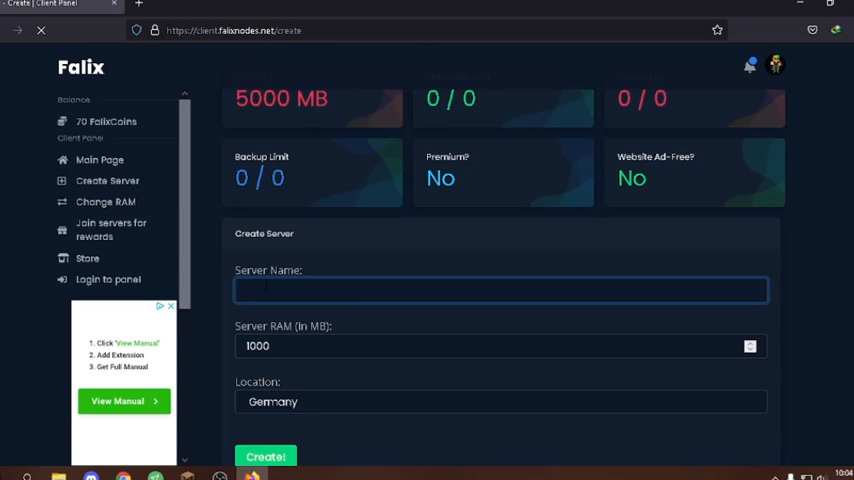 - Create | Client Panel
https://client.falixnodes.net/create
Falix
Balance
70 FalixCoins
Client Panel
Main Page
Create Server
Change RAM
Join servers for
rewards
Store
Login to panel
1. Click 'View Manual'
2. Add Extension
3. Get Full Manual
View Manual
5000 MB
0 / 0
0 / 0
Backup Limit
0 / 0
Premium?
No
Website Ad-Free?
No
Create Server
Server Name:
Server RAM (in MB):
1000
Location:
Germany
Create!
10:04